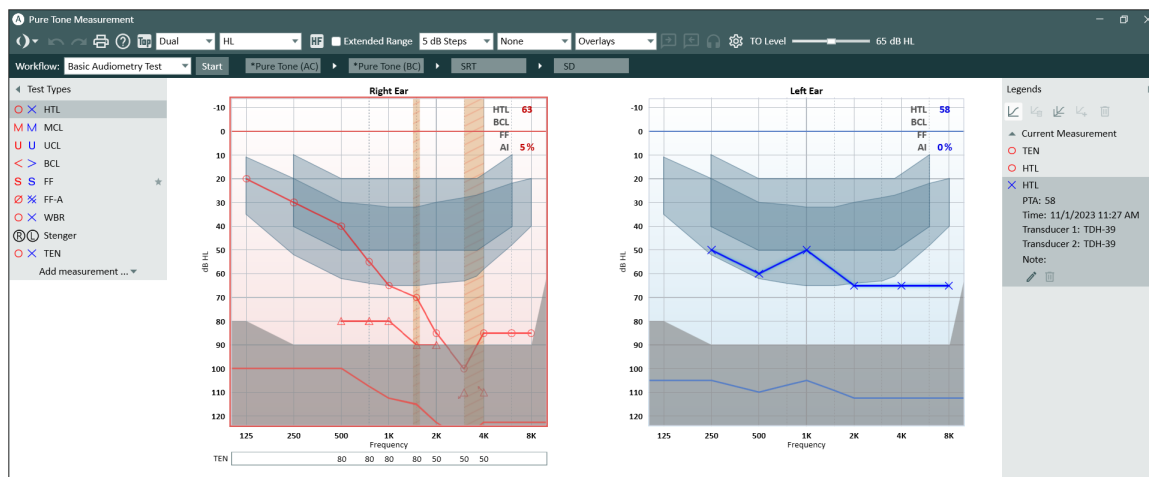 Pure Tone Measurement
Top Dual HL HF Extended Range 5 dB Steps None Overlays TO Level 65 dB HL
Workflow: Basic Audiometry Test Start *Pure Tone (AC) *Pure Tone (BC) SRT SD
Test Types
HTL
M M MCL
U U UCL
< > BCL
S S FF
FF-A
WBR
R L Stenger
TEN
Add measurement ...
Right Ear
HTL 63
BCL
FF
AI 5%
dB HL
-10
0
10
20
30
40
50
60
70
80
90
100
110
120
125 250 500 1K 2K 4K 8K
Frequency
TEN 80 80 80 80 50 50 50
Left Ear
HTL 58
BCL
FF
AI 0%
dB HL
-10
0
10
20
30
40
50
60
70
80
90
100
110
120
125 250 500 1K 2K 4K 8K
Frequency
Legends
Current Measurement
TEN
HTL
HTL
PTA: 58
Time: 11/1/2023 11:27 AM
Transducer 1: TDH-39
Transducer 2: TDH-39
Note: